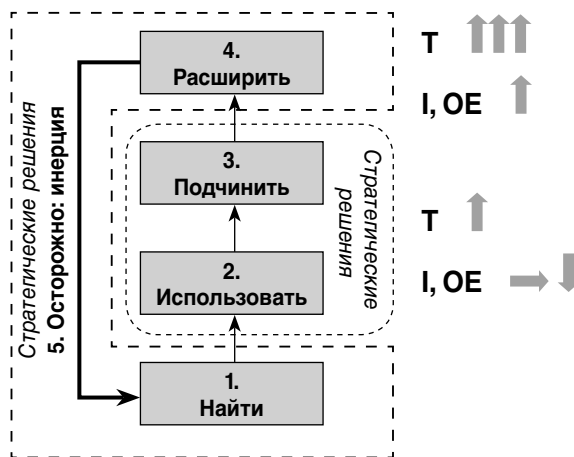 4.
Расширить
3.
Подчинить
2.
Использовать
1.
Найти
Стратегические решения
5. Осторожно: инерция
Стратегические
решения
T
I, OE
T
I, OE